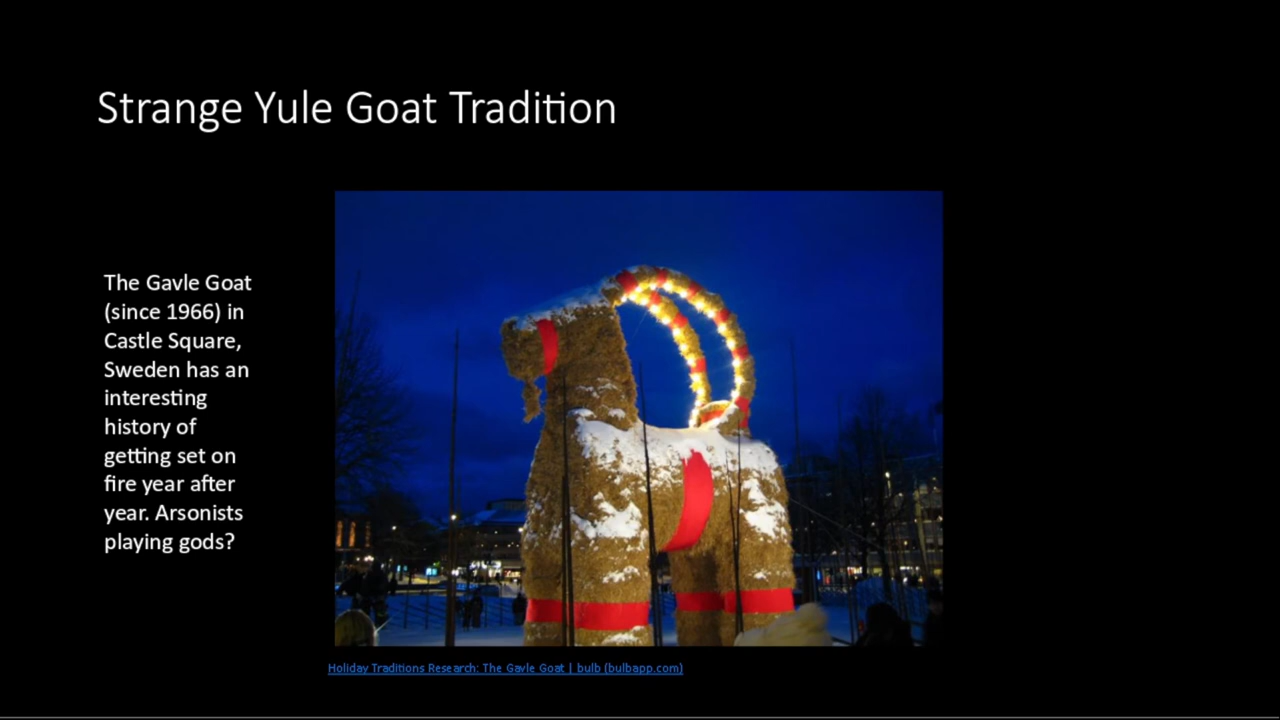 Strange Yule Goat Tradition
The Gavle Goat
(since 1966) in
Castle Square,
Sweden has an
interesting
history of
getting set on
fire year after
year. Arsonists
playing gods?
Holiday Traditions Research: The Gavle Goat | bulb (bulbapp.com)